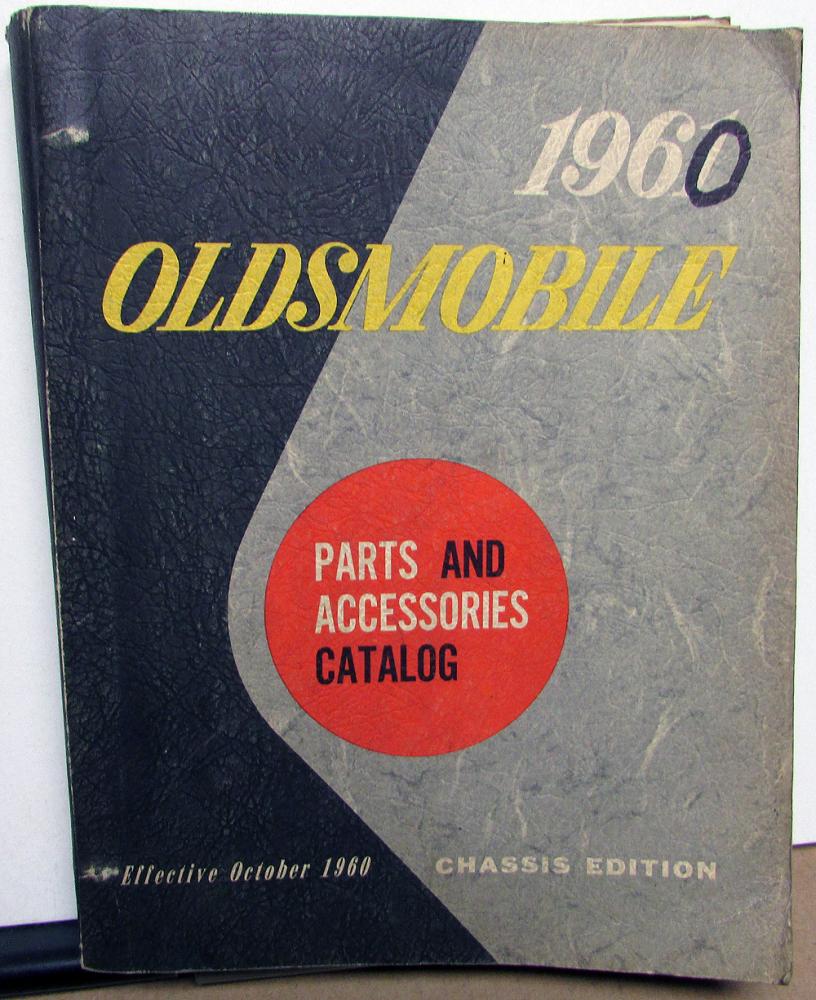 1960
OLDSMOBILE
PARTS AND
ACCESSORIES
CATALOG
Effective October 1960
CHASSIS EDITION